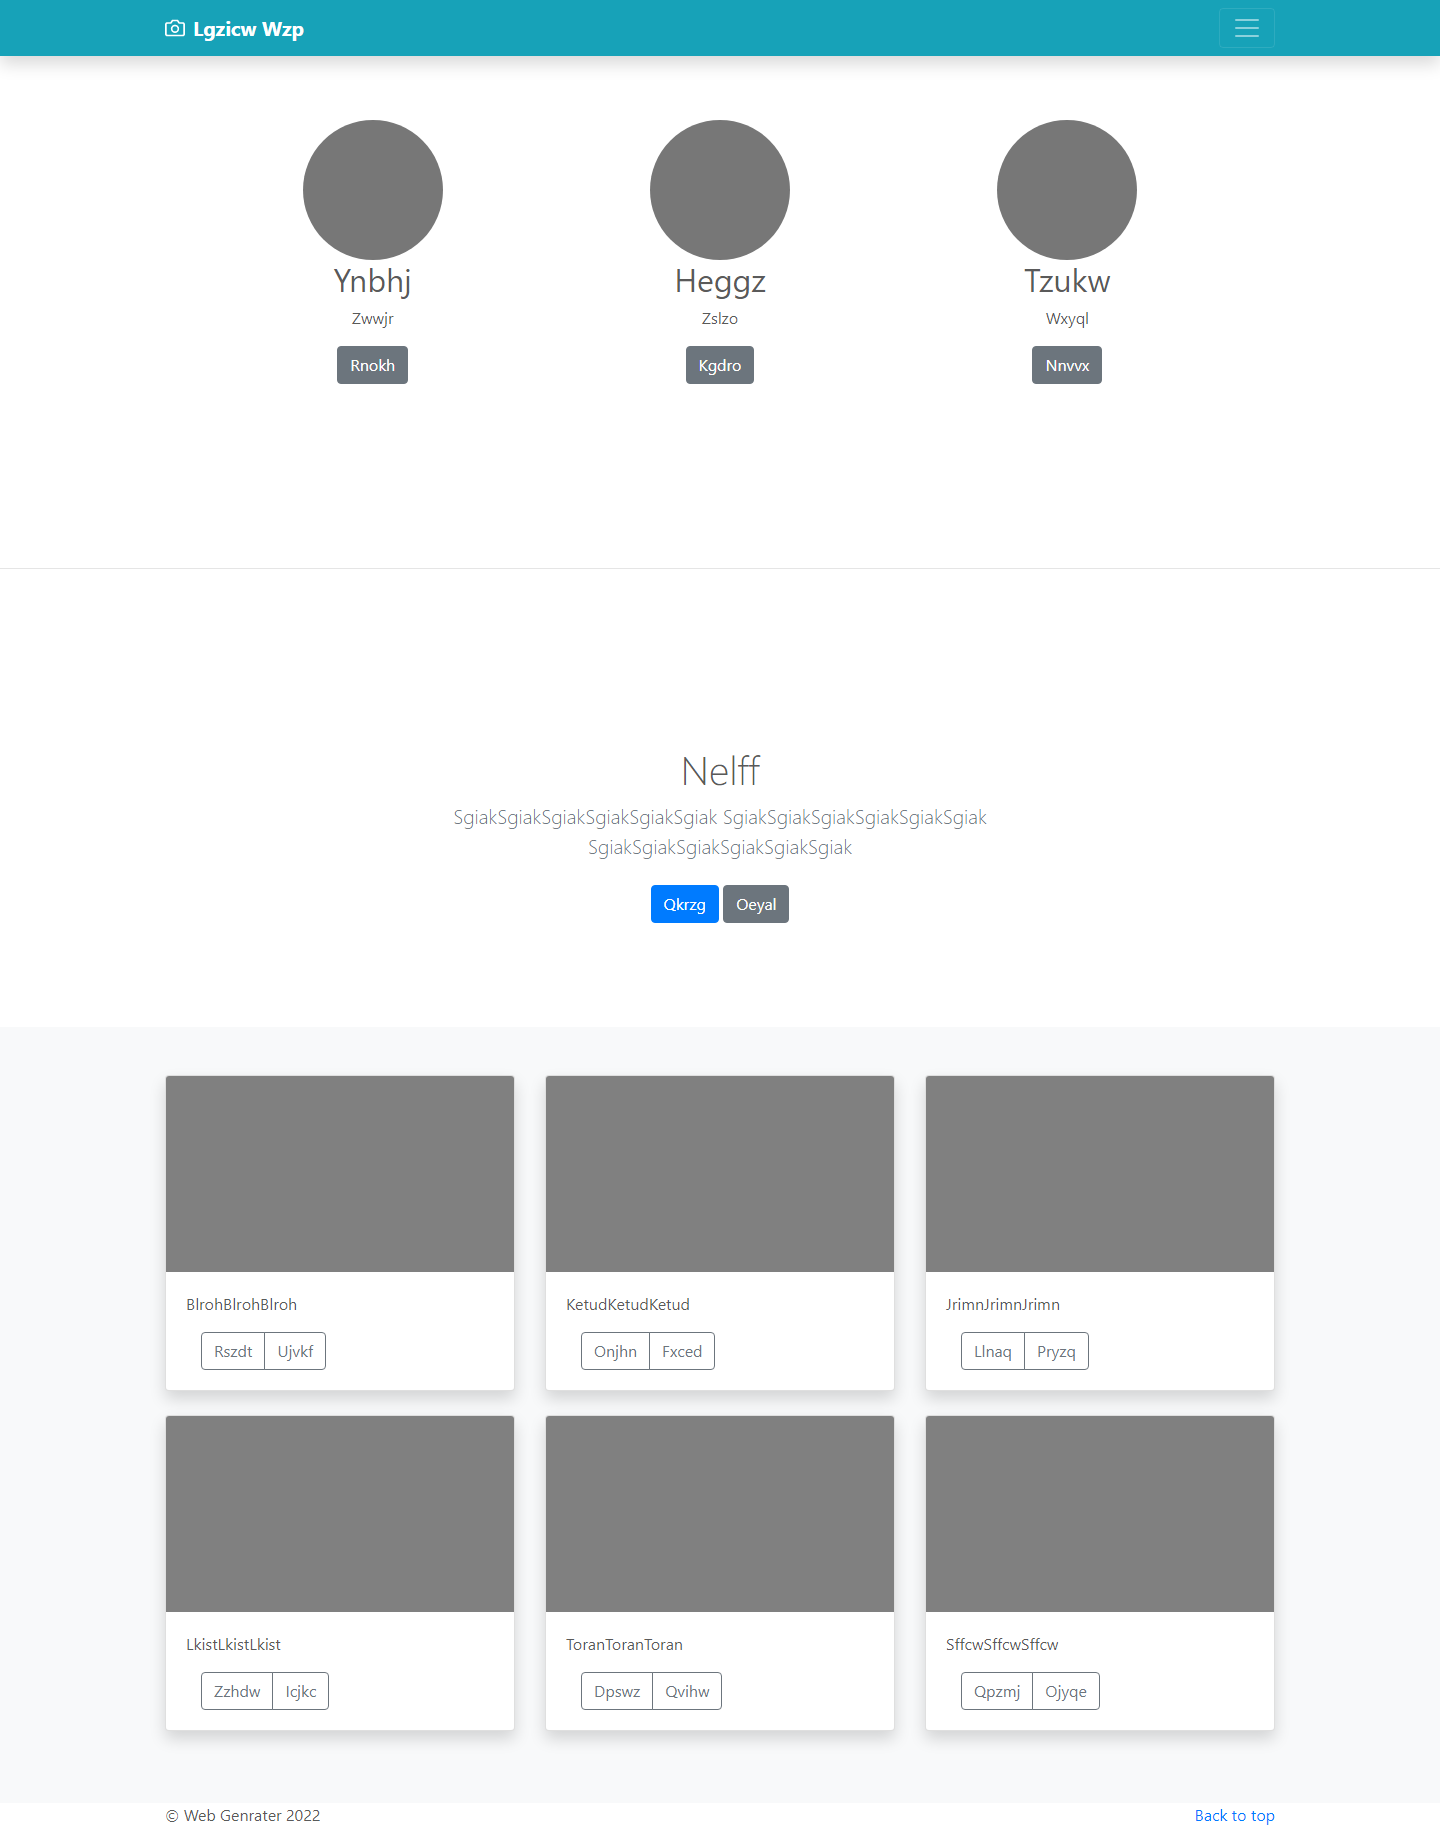 Lgzicw Wzp
Ynbhj
Heggz
Tzukw
Zwwjr
Zslzo
Wxyql
Rnokh
Kgdro
Nnvvx
Nelff
SgiakSgiakSgiakSgiakSgiakSgiak SgiakSgiakSgiakSgiakSgiakSgiak
SgiakSgiakSgiakSgiakSgiakSgiak
Qkrzg Oeyal
BlrohBlrohBlroh
KetudKetudKetud
JrimnJrimnJrimn
Rszdt Ujvkf
Onjhn Fxced
Llnaq Pryzq
LkistLkistLkist
ToranToranToran
SffcwSffcwSffcw
Zzhdw Icjkc
Dpswz Qvihw
Qpzmj Ojyqe
© Web Genrater 2022
Back to top